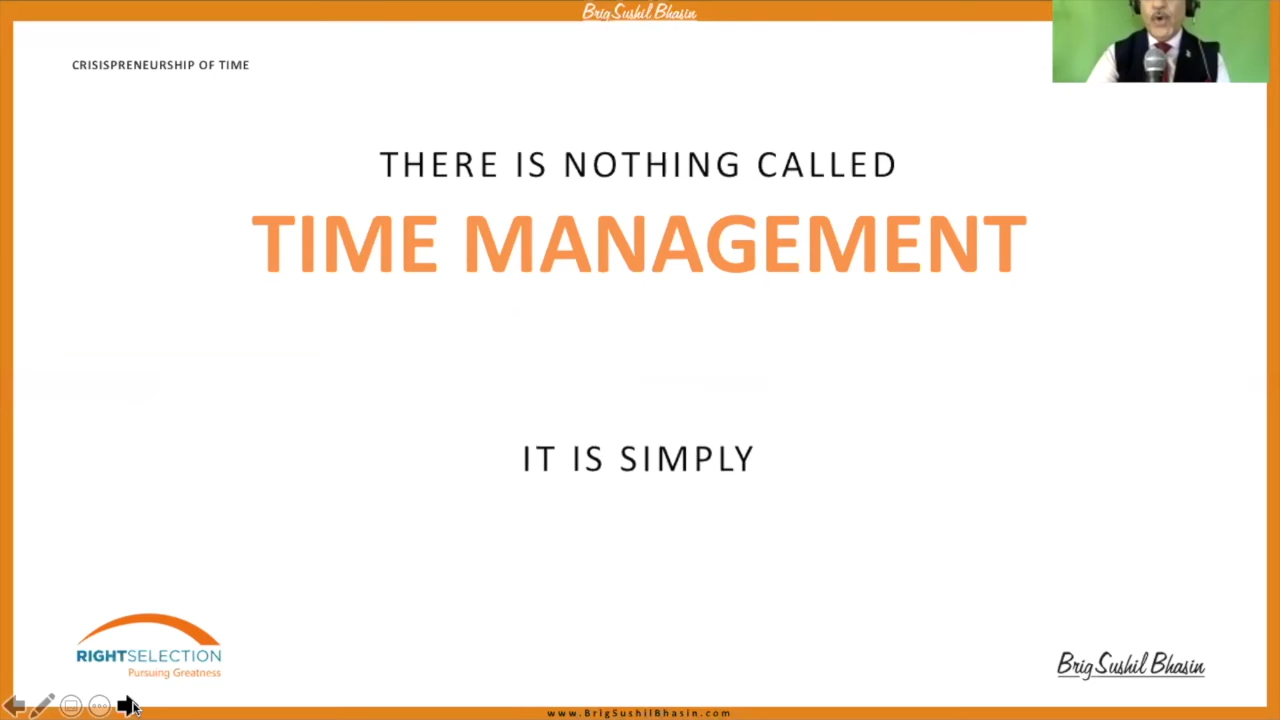 Brig Sushil Bhasin
CRISISPRENEURSHIP OF TIME
THERE IS NOTHING CALLED
TIME MANAGEMENT
IT IS SIMPLY
RIGHTSELECTION
Pursuing Greatness
Brig Sushil Bhasin
www.BrigSushilBhasin.com